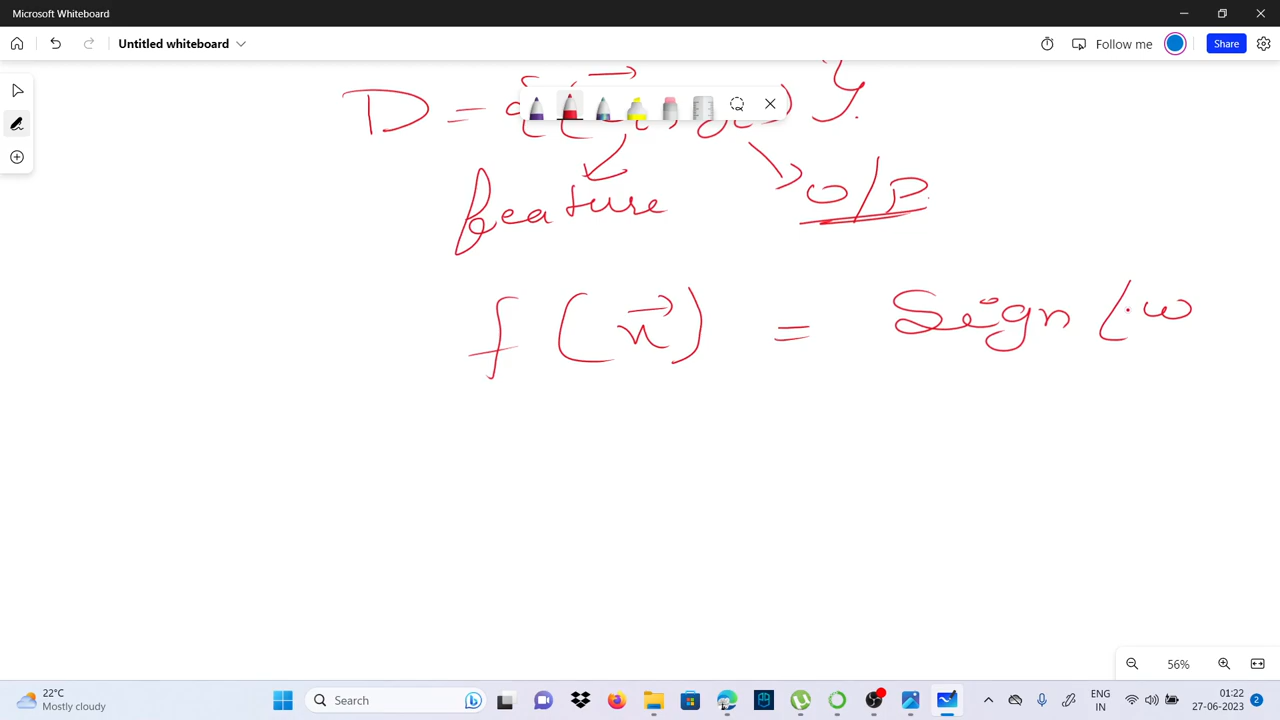 Microsoft Whiteboard
Untitled whiteboard
Follow me
Share
D = {(
feature
O/P
f(x) = Sign (w
56%
22°C
Mostly cloudy
Search
ENG
IN
01:22
27-06-2023
2